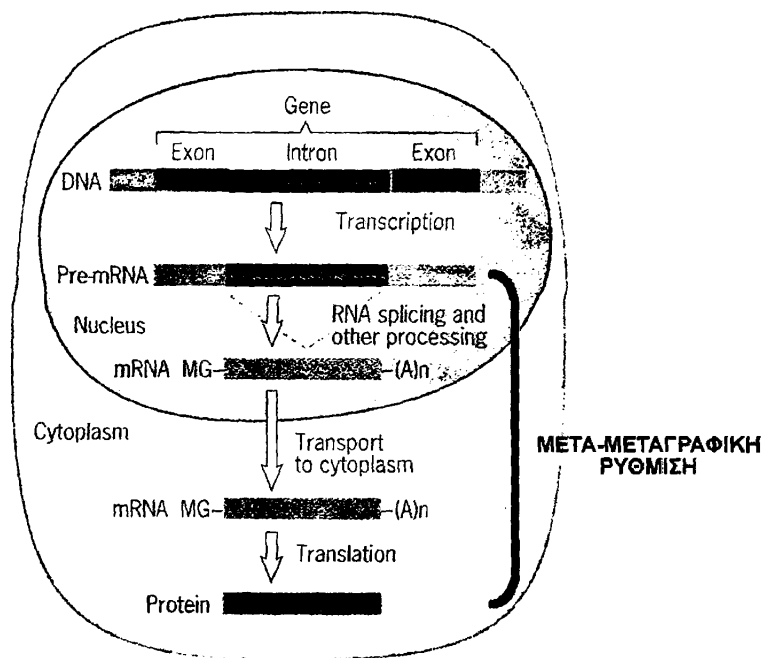 Gene
Exon Intron Exon
DNA
Transcription
Pre-mRNA
RNA splicing and
other processing
Nucleus
mRNA MG (A)n
Cytoplasm
Transport
to cytoplasm
ΜΕΤΑ-ΜΕΤΑΓΡΑΦΙΚΗ
ΡΥΘΜΙΣΗ
mRNA MG (A)n
Translation
Protein